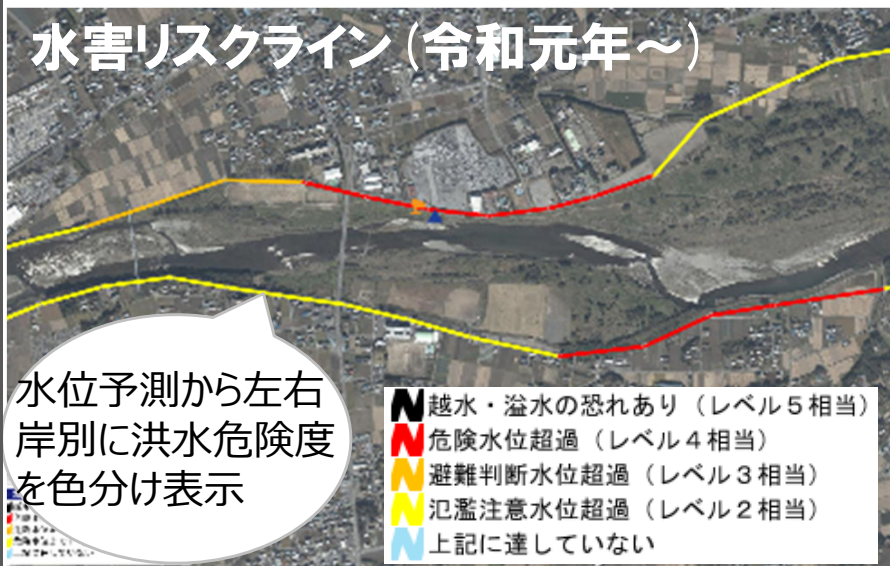 水害リスクライン(令和元年～)
水位予測から左右
岸別に洪水危険度
を色分け表示
越水・溢水の恐れあり（レベル５相当）
危険水位超過（レベル４相当）
避難判断水位超過（レベル３相当）
氾濫注意水位超過（レベル２相当）
上記に達していない